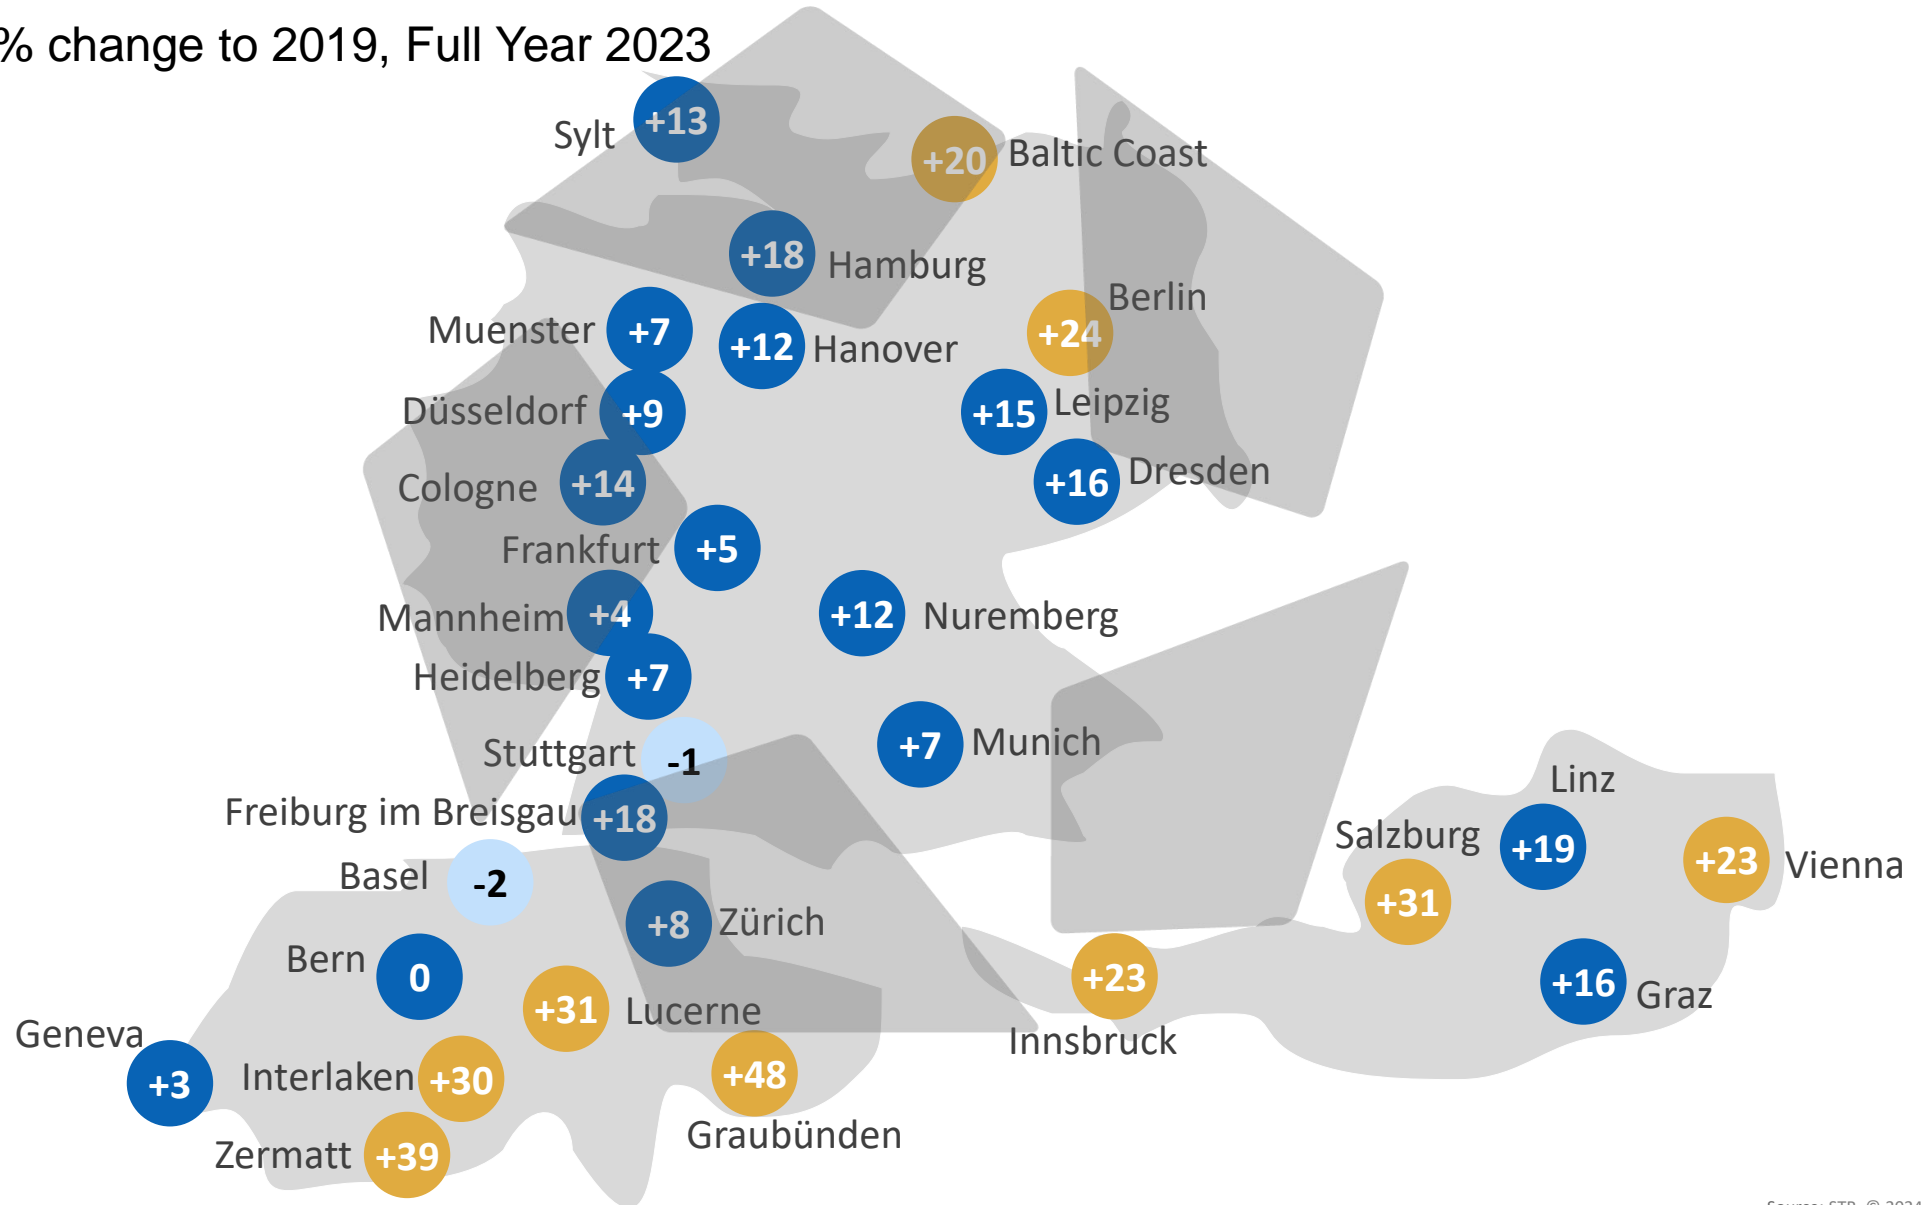 % change to 2019, Full Year 2023
Sylt +13
+20 Baltic Coast
+18 Hamburg
Berlin
+24
Muenster +7
+12 Hanover
Düsseldorf +9
+15 Leipzig
Cologne +14
+16 Dresden
Frankfurt +5
Mannheim +4
+12 Nuremberg
Heidelberg +7
Stuttgart -1
+7 Munich
Freiburg im Breisgau +18
Linz
Salzburg +19
+23 Vienna
Basel -2
+31
+8 Zürich
Bern 0
+23
+16 Graz
+31 Lucerne
Geneva
Innsbruck
+3
Interlaken +30
+48
Graubünden
Zermatt +39
Source: STR. © 2024